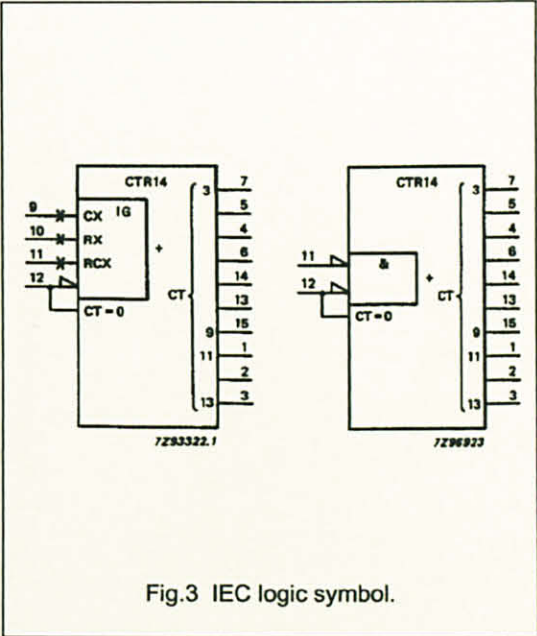 CTR14
9 CX IG
10 RX
11 RCX
12
CT=0
+
CT
3 7
5
4
6
14
13
9 15
11 1
2
13 3
7Z93322.1
CTR14
11 &
12
CT=0
+
CT
3 7
5
4
6
14
13
9 15
11 1
2
13 3
7Z96923
Fig.3 IEC logic symbol.